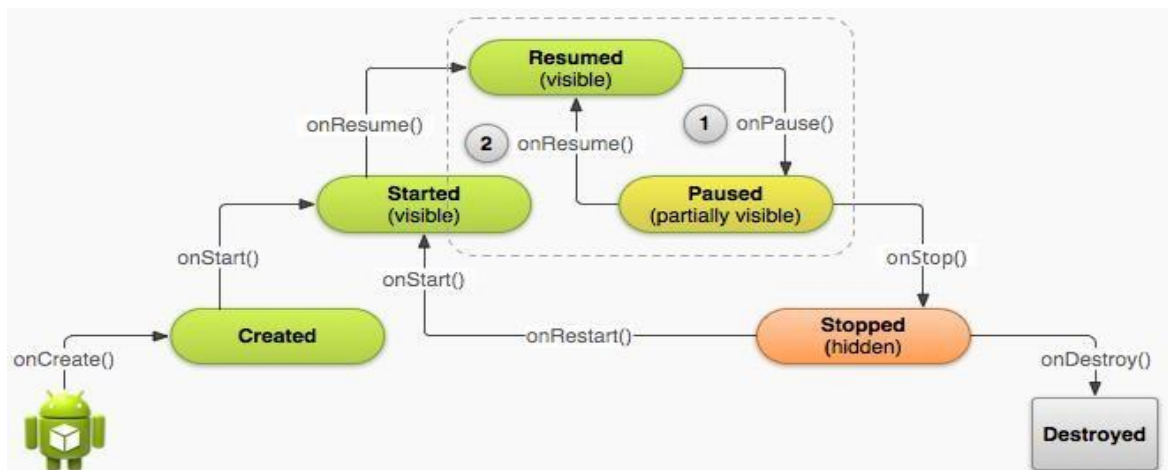 Resumed
(visible)
onResume()
2
onResume()
1
onPause()
Started
(visible)
Paused
(partially visible)
onStart()
onStart()
onStop()
Created
onRestart()
Stopped
(hidden)
onCreate()
onDestroy()
Destroyed